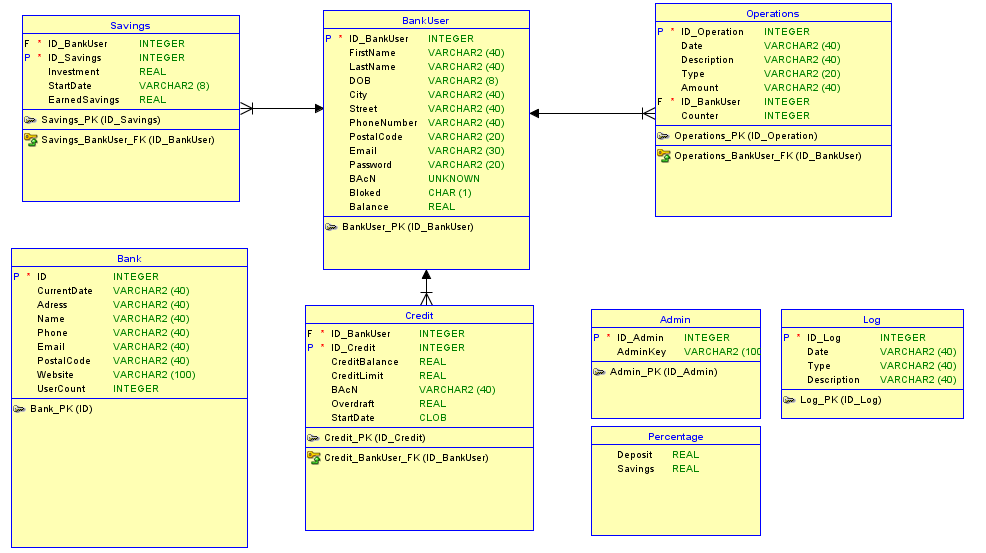 Savings
F * ID_BankUser INTEGER
P * ID_Savings INTEGER
Investment REAL
StartDate VARCHAR2 (8)
EarnedSavings REAL
Savings_PK (ID_Savings)
Savings_BankUser_FK (ID_BankUser)
BankUser
P * ID_BankUser INTEGER
FirstName VARCHAR2 (40)
LastName VARCHAR2 (40)
DOB VARCHAR2 (8)
City VARCHAR2 (40)
Street VARCHAR2 (40)
PhoneNumber VARCHAR2 (40)
PostalCode VARCHAR2 (20)
Email VARCHAR2 (30)
Password VARCHAR2 (20)
BAcN UNKNOWN
Bloked CHAR (1)
Balance REAL
BankUser_PK (ID_BankUser)
Operations
P * ID_Operation INTEGER
Date VARCHAR2 (40)
Description VARCHAR2 (40)
Type VARCHAR2 (20)
Amount VARCHAR2 (40)
F * ID_BankUser INTEGER
Counter INTEGER
Operations_PK (ID_Operation)
Operations_BankUser_FK (ID_BankUser)
Bank
P * ID INTEGER
CurrentDate VARCHAR2 (40)
Adress VARCHAR2 (40)
Name VARCHAR2 (40)
Phone VARCHAR2 (40)
Email VARCHAR2 (40)
PostalCode VARCHAR2 (40)
Website VARCHAR2 (100)
UserCount INTEGER
Bank_PK (ID)
Credit
F * ID_BankUser INTEGER
P * ID_Credit INTEGER
CreditBalance REAL
CreditLimit REAL
BAcN VARCHAR2 (40)
Overdraft REAL
StartDate CLOB
Credit_PK (ID_Credit)
Credit_BankUser_FK (ID_BankUser)
Admin
P * ID_Admin INTEGER
AdminKey VARCHAR2 (100
Admin_PK (ID_Admin)
Log
P * ID_Log INTEGER
Date VARCHAR2 (40)
Type VARCHAR2 (40)
Description VARCHAR2 (40)
Log_PK (ID_Log)
Percentage
Deposit REAL
Savings REAL